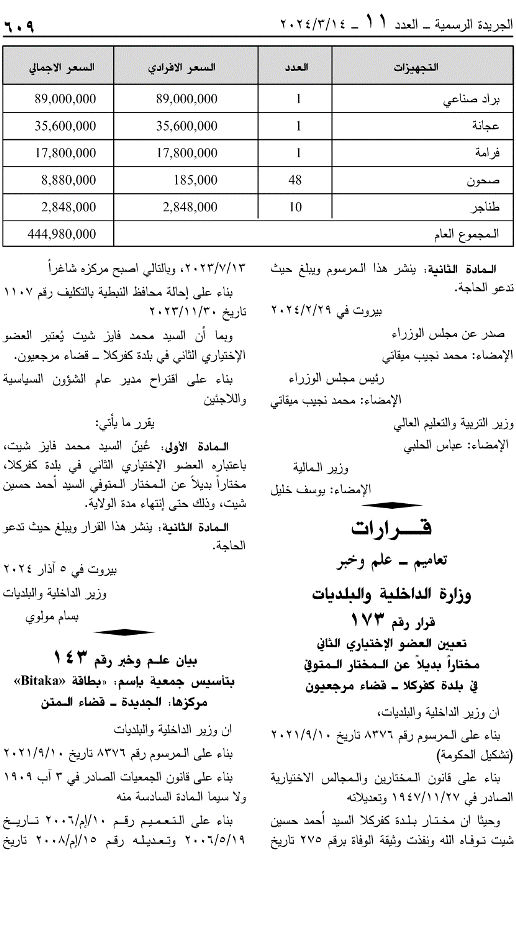 الجريدة الرسمية ــ العدد ١١ ــ ٢٠٢٤/٣/١٤
٦٠٩
التجهيزات العدد السعر الافرادي السعر الاجمالي
براد صناعي 1 89,000,000 89,000,000
عجانة 1 35,600,000 35,600,000
فرامة 1 17,800,000 17,800,000
صحون 48 185,000 8,880,000
طناجر 10 2,848,000 2,848,000
المجموع العام 444,980,000
المادة الثانية: ينشر هذا المرسوم ويبلغ حيث
تدعو الحاجة.
بيروت في ٢٠٢٤/٢/٢٩
صدر عن مجلس الوزراء
الإمضاء: محمد نجيب ميقاتي
رئيس مجلس الوزراء
الإمضاء: محمد نجيب ميقاتي
وزير التربية والتعليم العالي
الإمضاء: عباس الحلبي
وزير المالية
الإمضاء: يوسف خليل
قـــرارات
تعاميم ــ علم وخبر
وزارة الداخلية والبلديات
قرار رقم ١٧٣
تعيين العضو الإختياري الثاني
مختاراً بديلاً عن المختار المتوفي
في بلدة كفركلا ــ قضاء مرجعيون
ان وزير الداخلية والبلديات،
بناء على المرسوم رقم ٨٣٧٦ تاريخ ٢٠٢١/٩/١٠
(تشكيل الحكومة)
بناء على قانون المختارين والمجالس الاختيارية
الصادر في ١٩٤٧/١١/٢٧ وتعديلاته
وحيثا ان مختار بلدة كفركلا السيد أحمد حسين
شيت توفاه الله ونفذت وثيقة الوفاة برقم ٢٧٥ تاريخ
٢٠٢٣/٧/١٣، وبالتالي اصبح مركزه شاغراً
بناء على إحالة محافظ النبطية بالتكليف رقم ١١٠٧
تاريخ ٢٠٢٣/١١/٣٠
وبما أن السيد محمد فايز شيت يُعتبر العضو
الإختياري الثاني في بلدة كفركلا ــ قضاء مرجعيون.
بناء على اقتراح مدير عام الشؤون السياسية
واللاجئين
يقرر ما يأتي:
المادة الأولى: عُينّ السيد محمد فايز شيت،
باعتباره العضو الإختياري الثاني في بلدة كفركلا،
مختاراً بديلاً عن المختار المتوفي السيد أحمد حسين
شيت، وذلك حتى إنتهاء مدة الولاية.
المادة الثانية: ينشر هذا القرار ويبلغ حيث تدعو
الحاجة.
بيروت في ٥ آذار ٢٠٢٤
وزير الداخلية والبلديات
بسام مولوي
بيان علم وخبر رقم ١٤٣
بتأسيس جمعية بإسم: «بطاقة Bitaka»
مركزها: الجديدة ــ قضاء المتن
ان وزير الداخلية والبلديات
بناء على المرسوم رقم ٨٣٧٦ تاريخ ٢٠٢١/٩/١٠
بناء على قانون الجمعيات الصادر في ٣ آب ١٩٠٩
ولا سيما المادة السادسة منه
بناء على التعميم رقم ١٠/إم/٢٠٠٦ تاريخ
٢٠٠٦/٥/١٩ وتعديله رقم ١٥/إم/٢٠٠٨ تاريخ